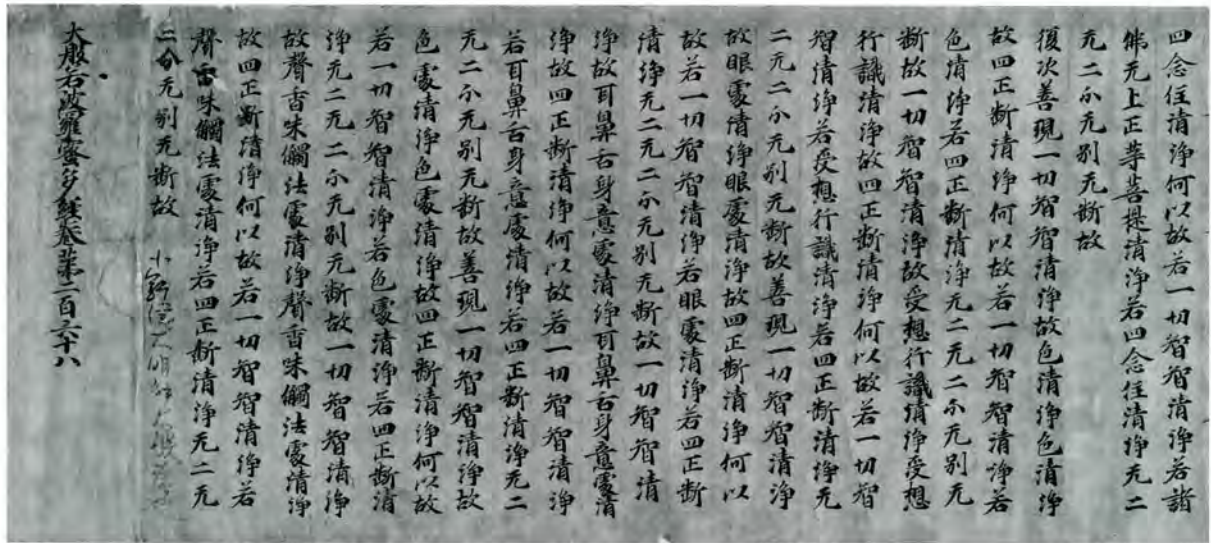 四念住清淨何以故若一切智智清淨若諸
佛无上正等菩提清淨若四念住清淨无二
无二尒无別无斷故
復次善現一切智智清淨故色清淨色清淨
故四正斷清淨何以故若一切智智清淨若
色清淨若四正斷清淨无二无二尒无別无
斷故一切智智清淨故受想行識清淨受想
行識清淨故四正斷清淨何以故若一切智
智清淨若受想行識清淨若四正斷清淨无
二无二尒无別无斷故善現一切智智清淨
故眼處清淨眼處清淨故四正斷清淨何以
故若一切智智清淨若眼處清淨若四正斷
清淨无二无二尒无別无斷故一切智智清
淨故耳鼻舌身意處清淨耳鼻舌身意處清
淨故四正斷清淨何以故若一切智智清淨
若耳鼻舌身意處清淨若四正斷清淨无二
无二尒无別无斷故善現一切智智清淨故
色處清淨色處清淨故四正斷清淨何以故
若一切智智清淨若色處清淨若四正斷清
淨无二无二尒无別无斷故一切智智清淨
故聲香味觸法處清淨聲香味觸法處清淨
故四正斷清淨何以故若一切智智清淨若
聲香味觸法處清淨若四正斷清淨无二无
二尒无別无斷故
大般若波羅蜜多經卷第二百六十八